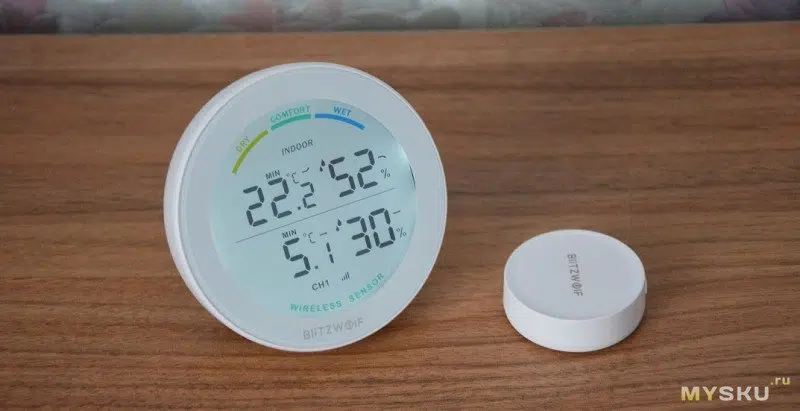 DRY COMFORT WET
INDOOR
MIN
22.2 °C 52 %
MIN
5.1 °C 30 %
CH1
WIRELESS SENSOR
BLITZWOLF
BLITZWOLF
MYSKU.ru